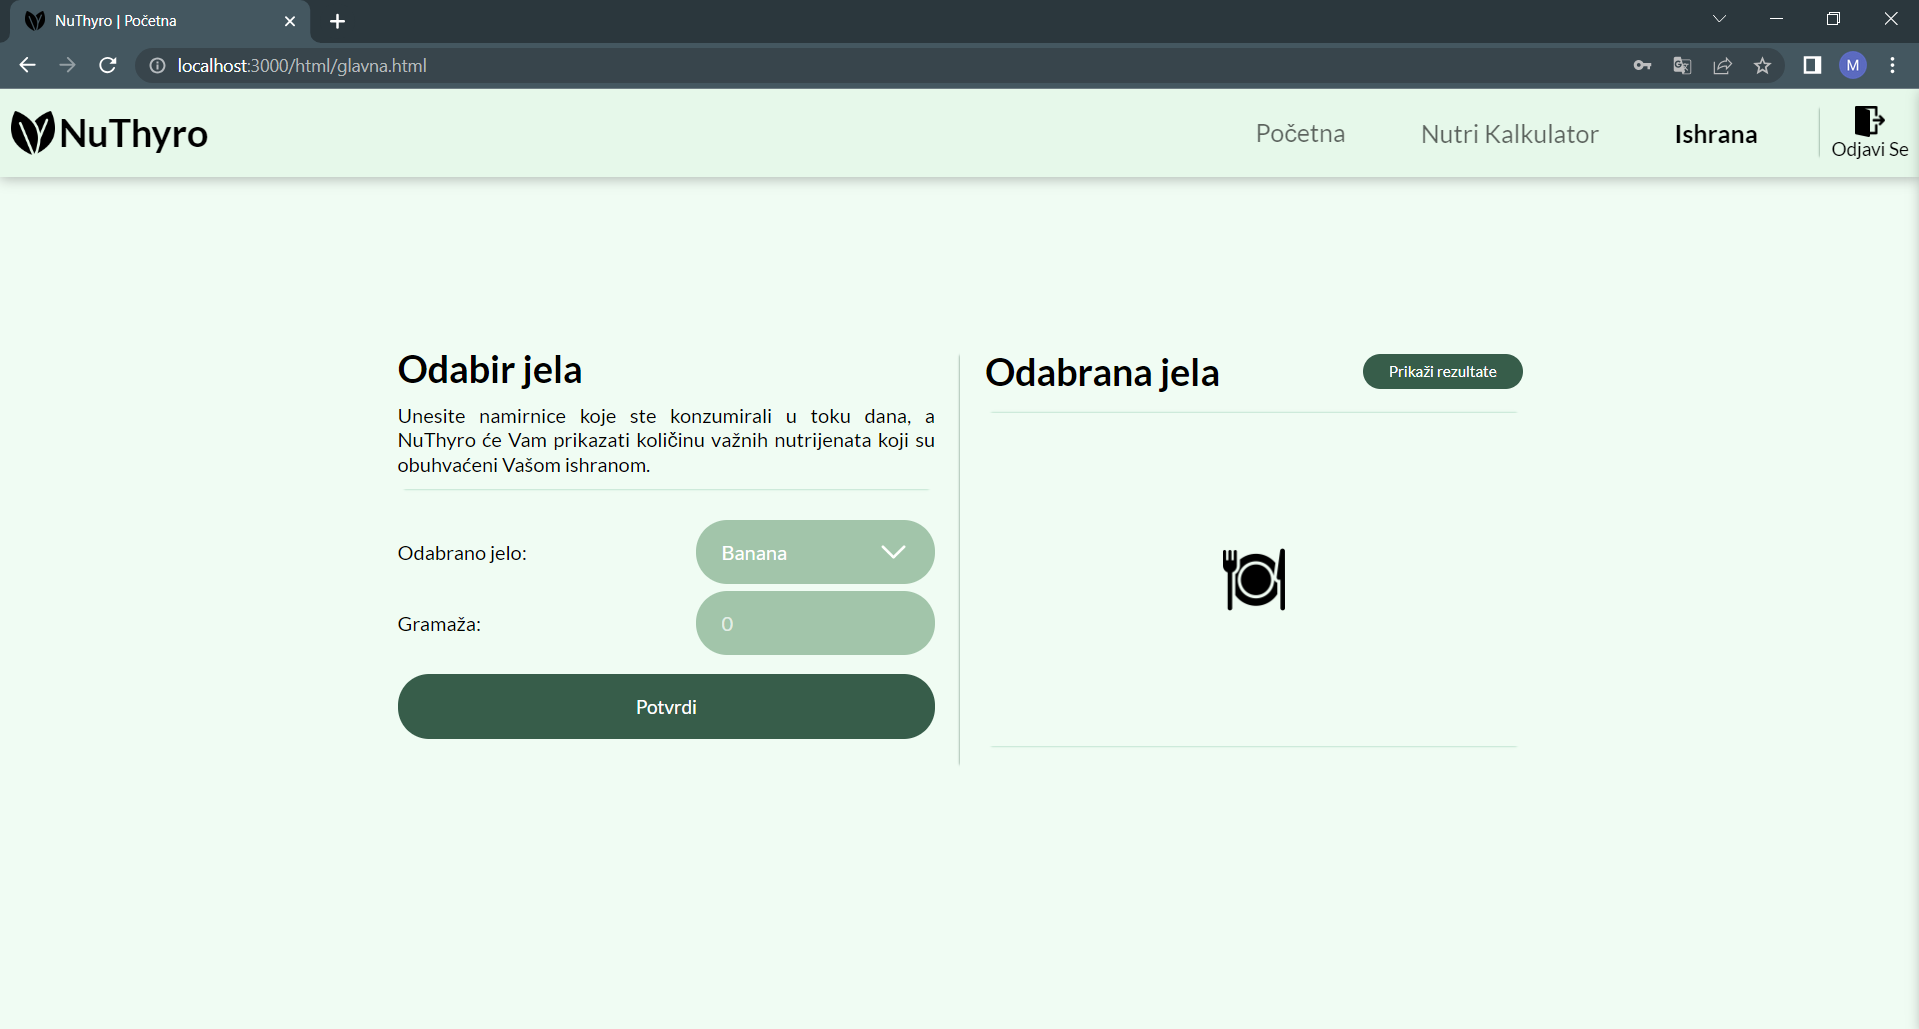 NuThyro | Početna
localhost:3000/html/glavna.html
M
NuThyro
Početna
Nutri Kalkulator
Ishrana
Odjavi Se
Odabir jela
Unesite namirnice koje ste konzumirali u toku dana, a
NuThyro će Vam prikazati količinu važnih nutrijenata koji su
obuhvaćeni Vašom ishranom.
Odabrano jelo:
Banana
Gramaža:
0
Potvrdi
Odabrana jela
Prikaži rezultate